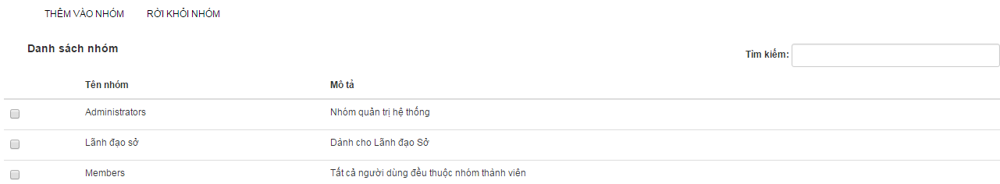 THÊM VÀO NHÓM RỜI KHỎI NHÓM
Danh sách nhóm
Tìm kiếm:
Tên nhóm Mô tả
Administrators Nhóm quản trị hệ thống
Lãnh đạo sở Dành cho Lãnh đạo Sở
Members Tất cả người dùng đều thuộc nhóm thành viên